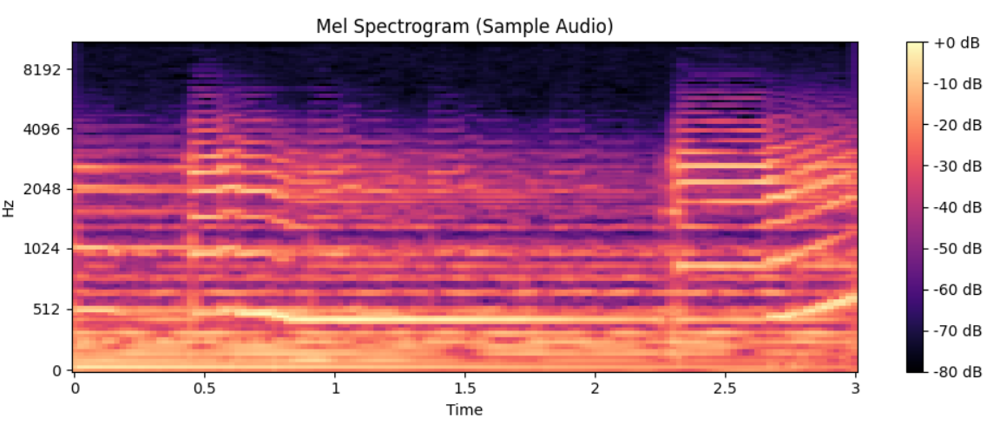 Mel Spectrogram (Sample Audio)
Hz
8192
4096
2048
1024
512
0
0 0.5 1 1.5 2 2.5 3
Time
+0 dB
-10 dB
-20 dB
-30 dB
-40 dB
-50 dB
-60 dB
-70 dB
-80 dB